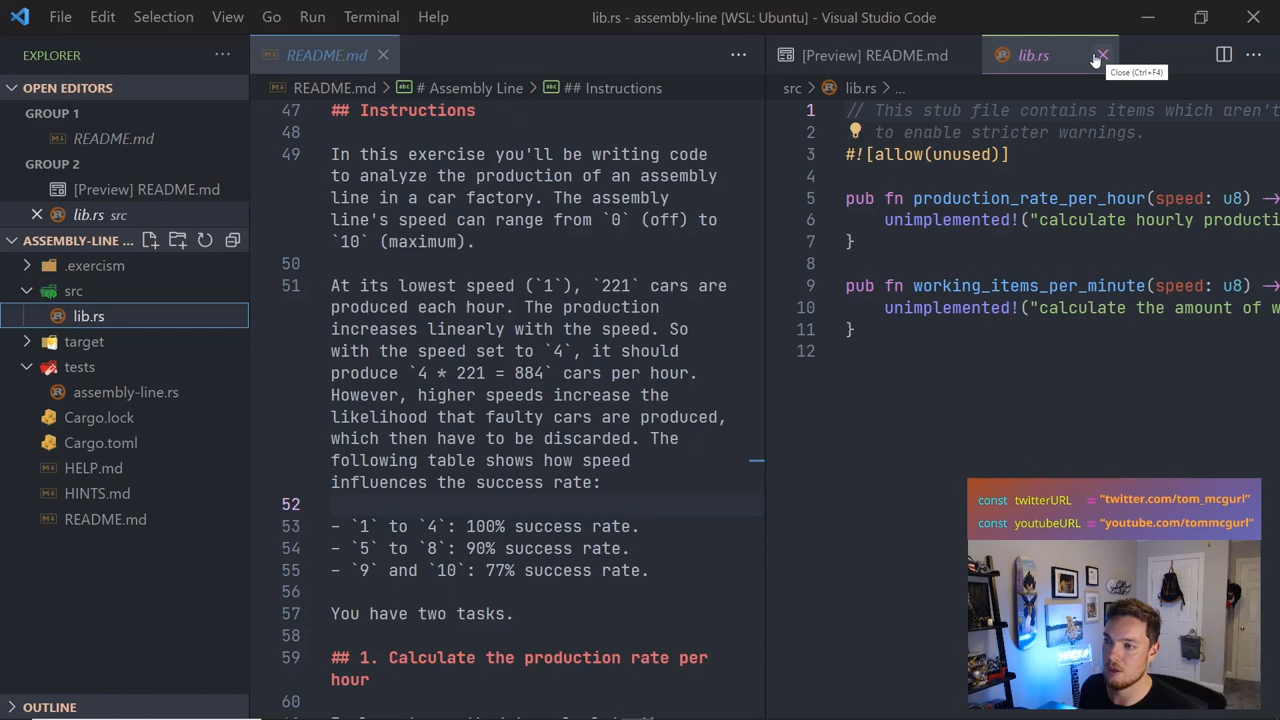 File Edit Selection View Go Run Terminal Help
lib.rs - assembly-line [WSL: Ubuntu] - Visual Studio Code
EXPLORER
OPEN EDITORS
GROUP 1
README.md
GROUP 2
[Preview] README.md
lib.rs src
ASSEMBLY-LINE ...
.exercism
src
lib.rs
target
tests
assembly-line.rs
Cargo.lock
Cargo.toml
HELP.md
HINTS.md
README.md
OUTLINE
README.md
README.md > # Assembly Line > ## Instructions
47 ## Instructions
48
49 In this exercise you'll be writing code
to analyze the production of an assembly
line in a car factory. The assembly
line's speed can range from `0` (off) to
`10` (maximum).
50
51 At its lowest speed (`1`), `221` cars are
produced each hour. The production
increases linearly with the speed. So
with the speed set to `4`, it should
produce `4 * 221 = 884` cars per hour.
However, higher speeds increase the
likelihood that faulty cars are produced,
which then have to be discarded. The
following table shows how speed
influences the success rate:
52
53 - `1` to `4`: 100% success rate.
54 - `5` to `8`: 90% success rate.
55 - `9` and `10`: 77% success rate.
56
57 You have two tasks.
58
59 ## 1. Calculate the production rate per
hour
60
[Preview] README.md
lib.rs
Close (Ctrl+F4)
src > lib.rs > ...
1 // This stub file contains items which aren't
2 to enable stricter warnings.
3 #![allow(unused)]
4
5 pub fn production_rate_per_hour(speed: u8) ->
6 unimplemented!("calculate hourly producti
7 }
8
9 pub fn working_items_per_minute(speed: u8) ->
10 unimplemented!("calculate the amount of w
11 }
12
const twitterURL = "twitter.com/tom_mcgurl"
const youtubeURL = "youtube.com/tommcgurl"